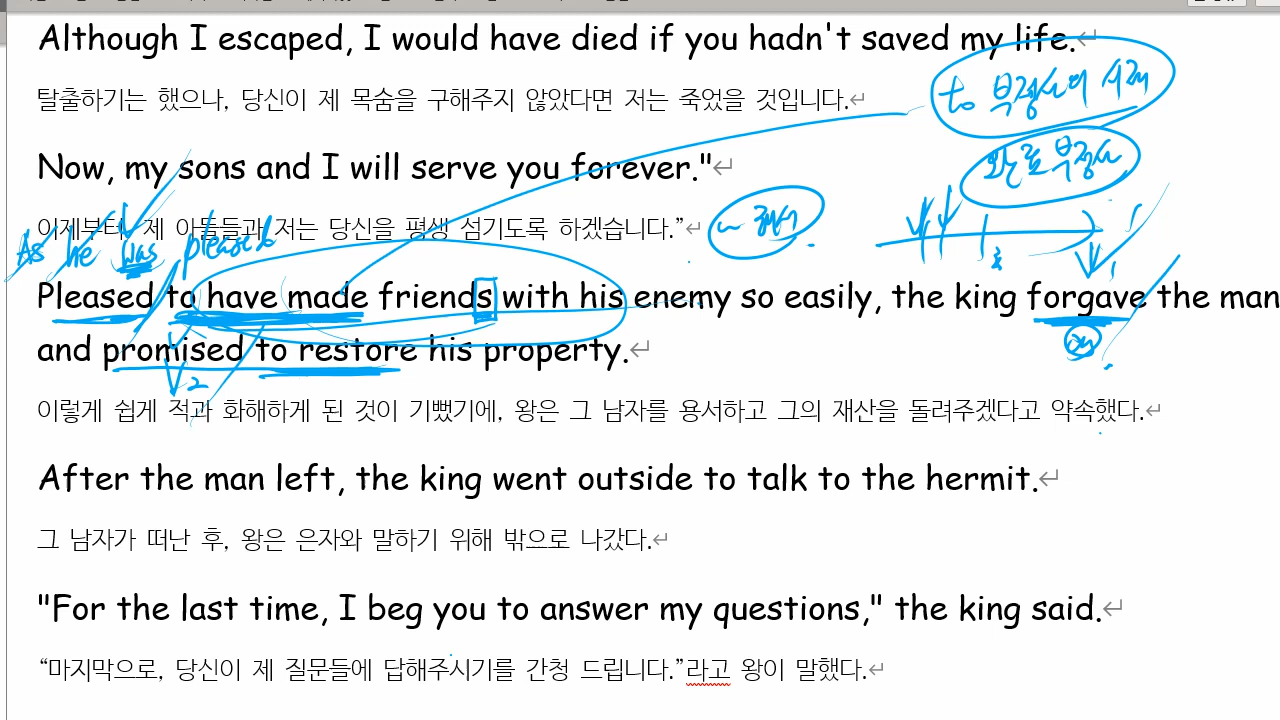 Although I escaped, I would have died if you hadn't saved my life.
to 부정사의 시제
탈출하기는 했으나, 당신이 제 목숨을 구해주지 않았다면 저는 죽었을 것입니다.
완료부정사
Now, my sons and I will serve you forever."
이제부터, 제 아들들과 저는 당신을 평생 섬기도록 하겠습니다.”
~해서
As he was pleased
Pleased to have made friends with his enemy so easily, the king forgave the man
and promised to restore his property.
2
이렇게 쉽게 적과 화해하게 된 것이 기뻤기에, 왕은 그 남자를 용서하고 그의 재산을 돌려주겠다고 약속했다.
After the man left, the king went outside to talk to the hermit.
그 남자가 떠난 후, 왕은 은자와 말하기 위해 밖으로 나갔다.
"For the last time, I beg you to answer my questions," the king said.
“마지막으로, 당신이 제 질문들에 답해주시기를 간청 드립니다.”라고 왕이 말했다.